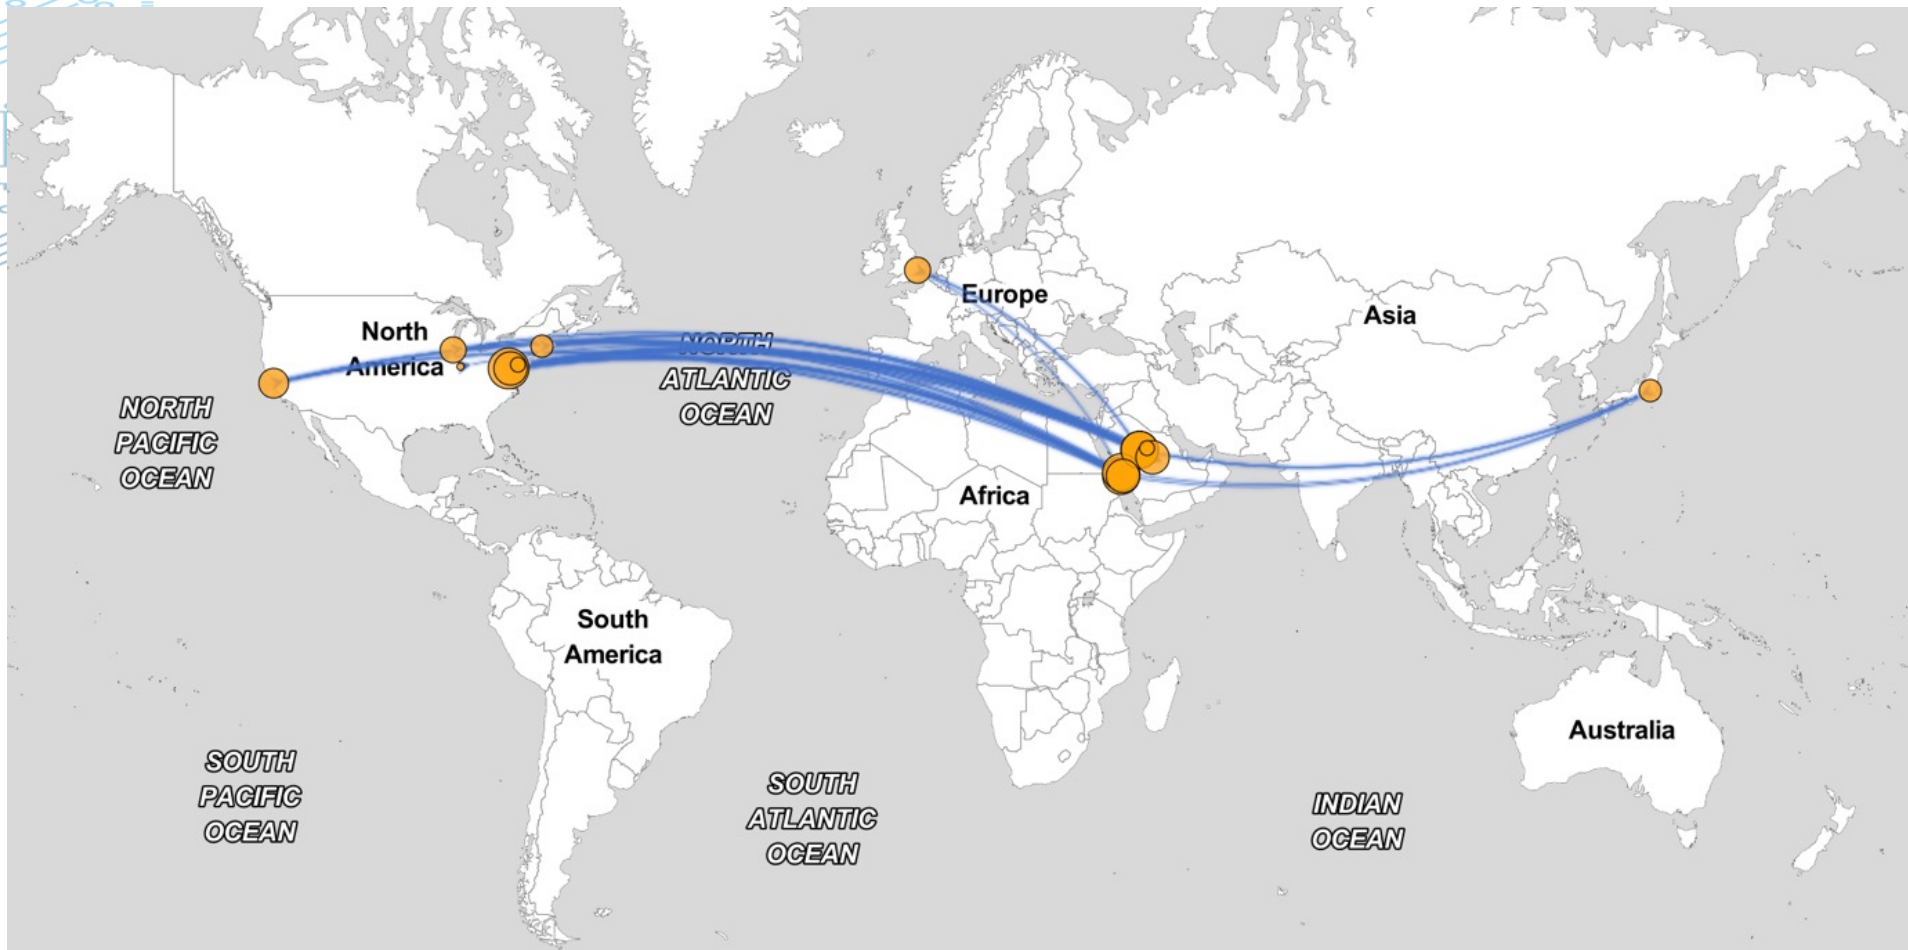 Europe
Asia
North
America
NORTH
ATLANTIC
OCEAN
NORTH
PACIFIC
OCEAN
Africa
South
America
Australia
SOUTH
PACIFIC
OCEAN
SOUTH
ATLANTIC
OCEAN
INDIAN
OCEAN